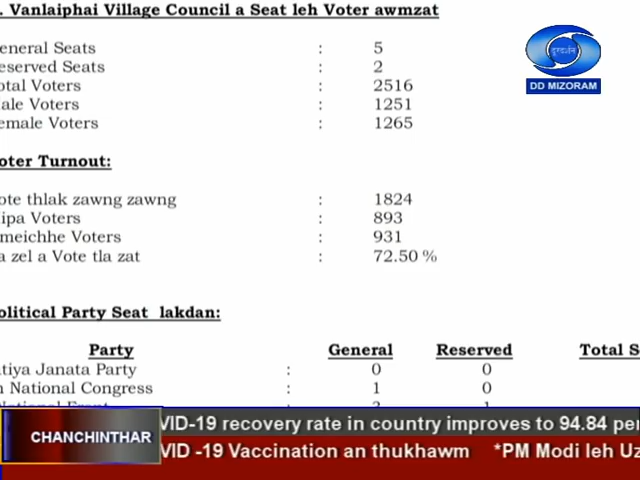 . Vanlaiphai Village Council a Seat leh Voter awmzat
eneral Seats : 5
eserved Seats : 2
otal Voters : 2516
ale Voters : 1251
emale Voters : 1265
oter Turnout:
ote thlak zawng zawng : 1824
ipa Voters : 893
meichhe Voters : 931
a zel a Vote tla zat : 72.50 %
olitical Party Seat lakdan:
Party General Reserved Total S
tiya Janata Party : 0 0
n National Congress : 1 0
दूरदर्शन
DD MIZORAM
CHANCHINTHAR
VID-19 recovery rate in country improves to 94.84 per
VID -19 Vaccination an thukhawm *PM Modi leh Uz